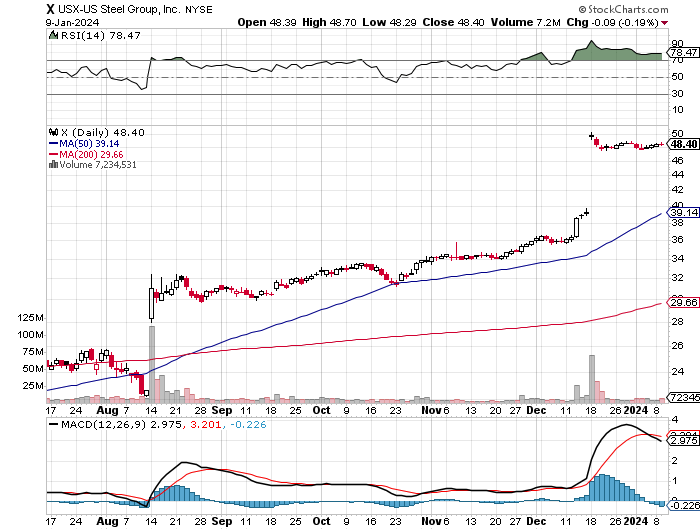 X USX-US Steel Group, Inc. NYSE
© StockCharts.com
9-Jan-2024
Open 48.39 High 48.70 Low 48.29 Close 48.40 Volume 7.2M Chg -0.09 (-0.19%)
RSI(14) 78.47
90
78.47
70
50
30
10
X (Daily) 48.40
MA(50) 39.14
MA(200) 29.66
Volume 7,234,531
50
48.40
46
44
42
40
39.14
38
36
34
32
29.66
28
26
24
72345
125M
100M
75M
50M
25M
17 24 Aug 7 14 21 28 Sep 11 18 25 Oct 9 16 23 Nov 6 13 20 27 Dec 11 18 26 2024 8
MACD(12,26,9) 2.975, 3.201, -0.226
4
2.975
2
1
-0.226
17 24 Aug 7 14 21 28 Sep 11 18 25 Oct 9 16 23 Nov 6 13 20 27 Dec 11 18 26 2024 8